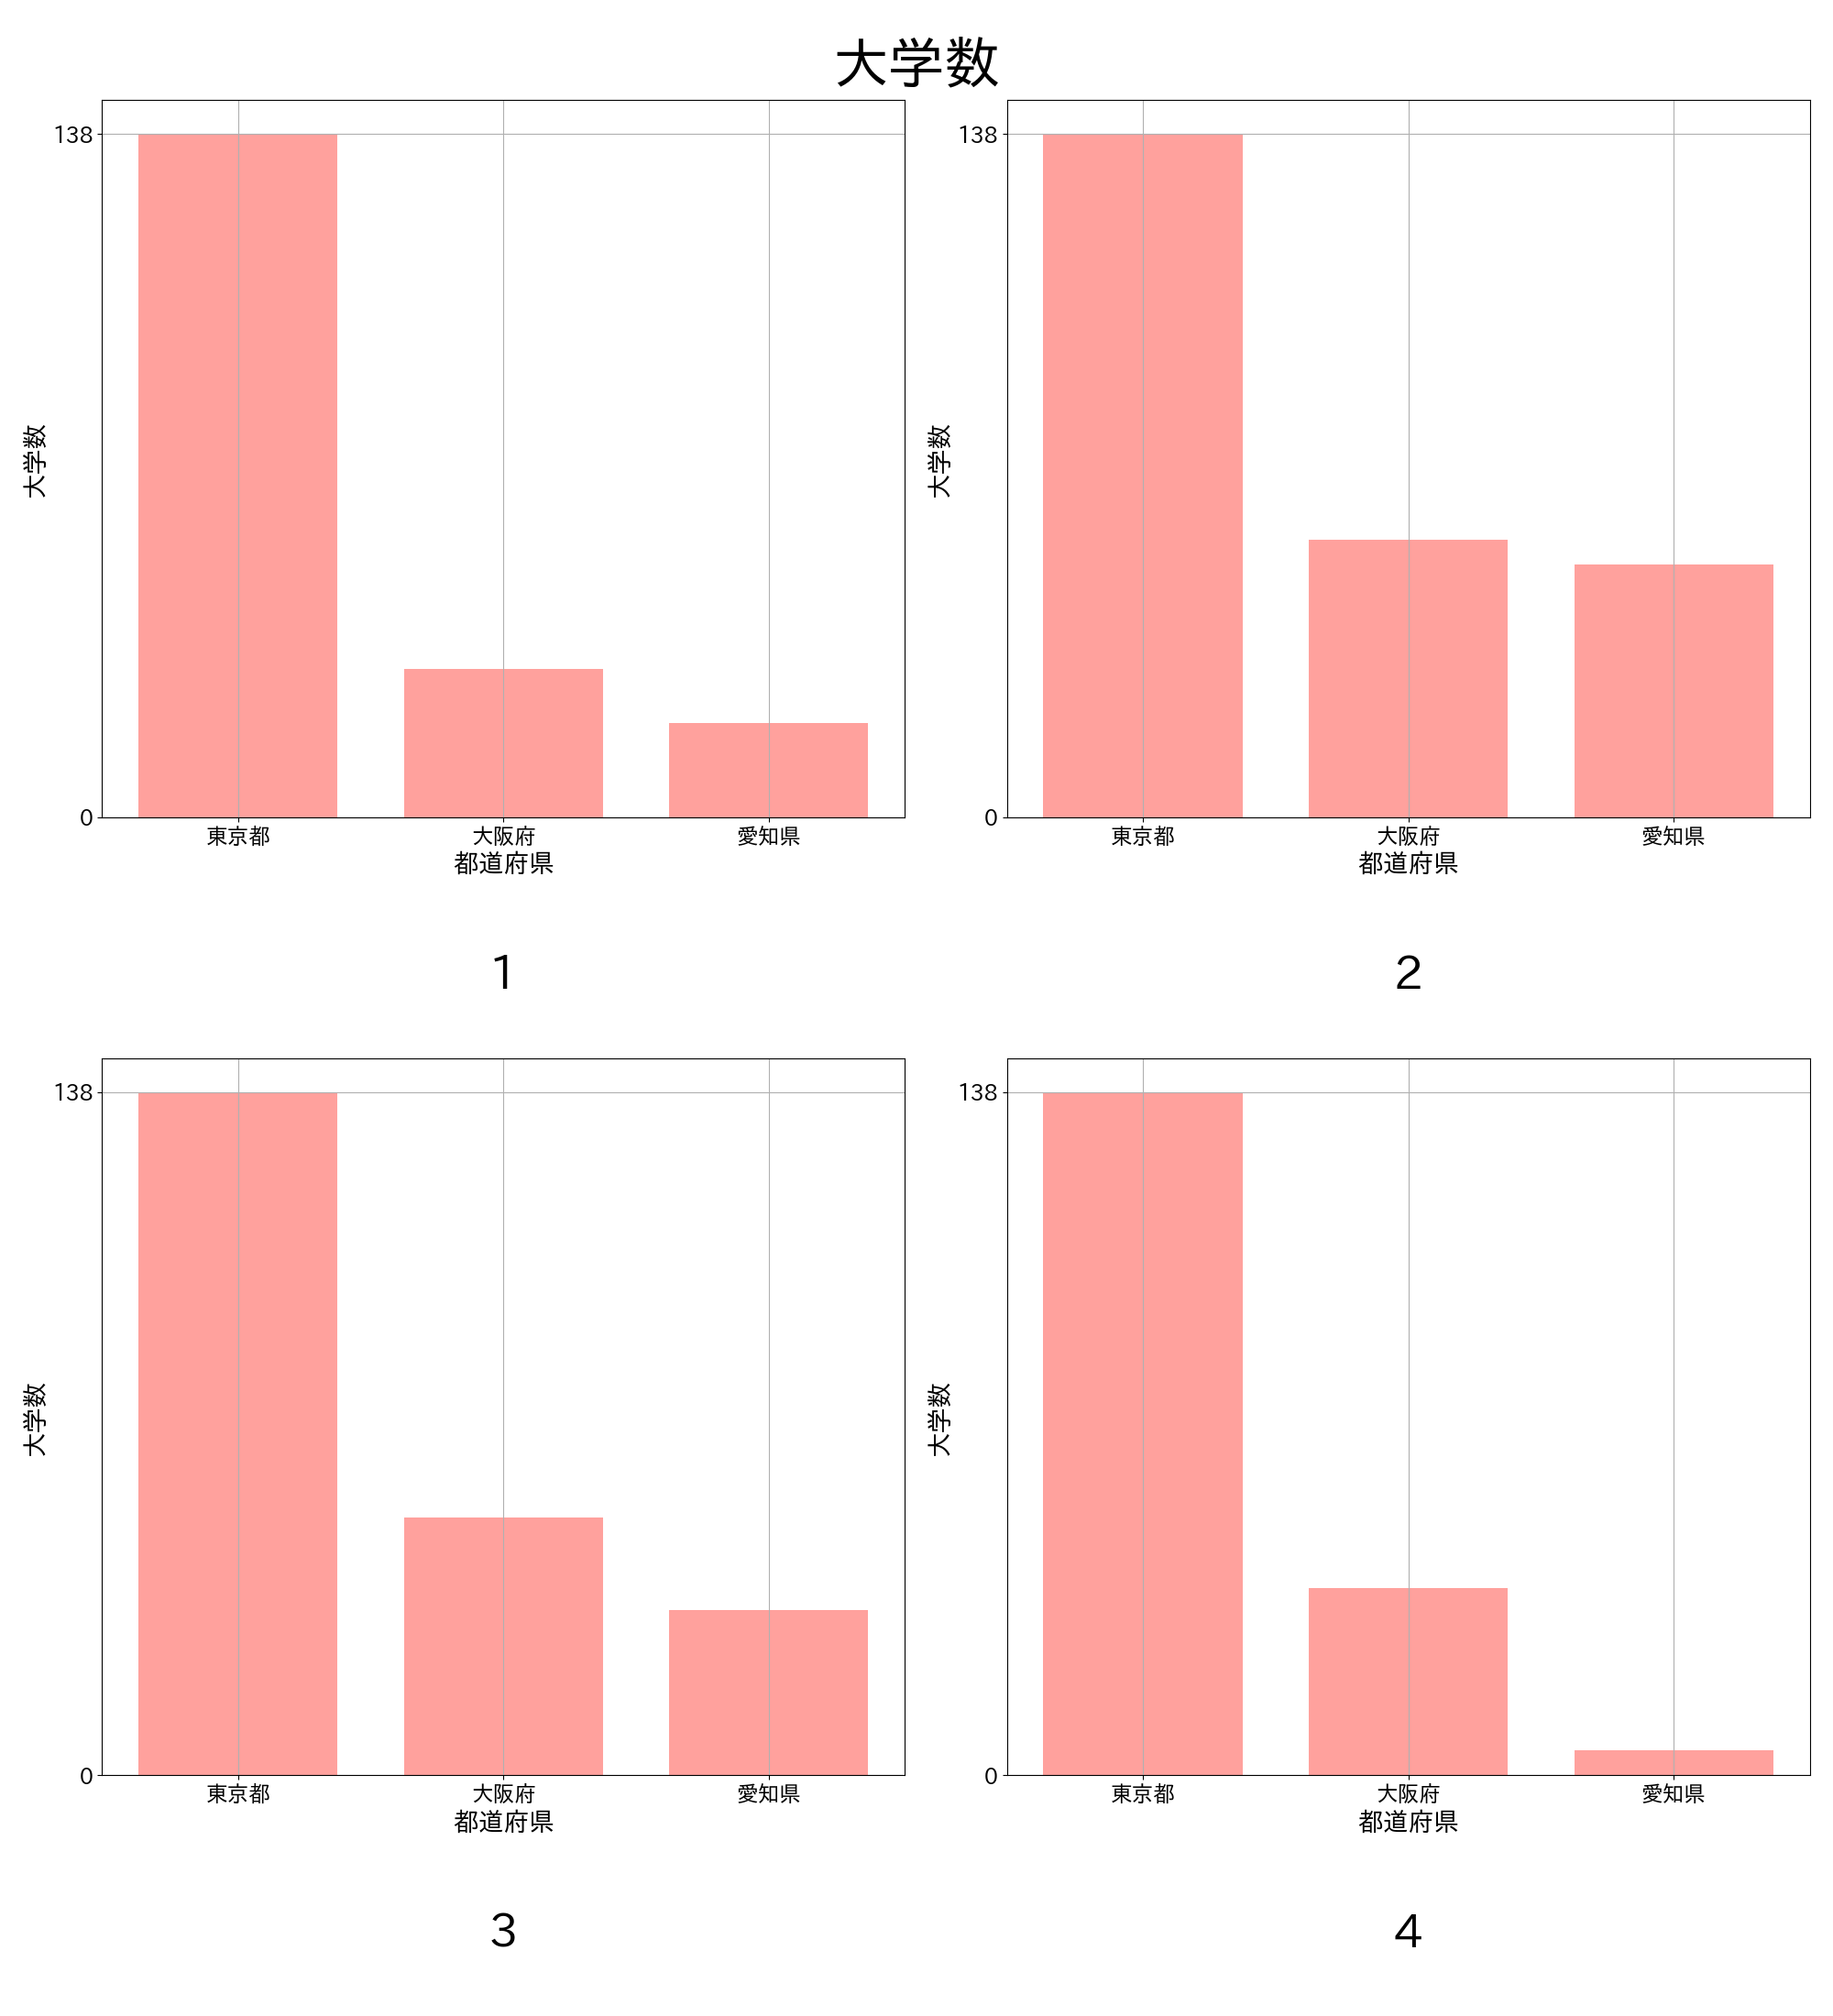 大学数
138
0
大学数
東京都
大阪府
愛知県
都道府県
1
138
0
大学数
東京都
大阪府
愛知県
都道府県
2
138
0
大学数
東京都
大阪府
愛知県
都道府県
3
138
0
大学数
東京都
大阪府
愛知県
都道府県
4